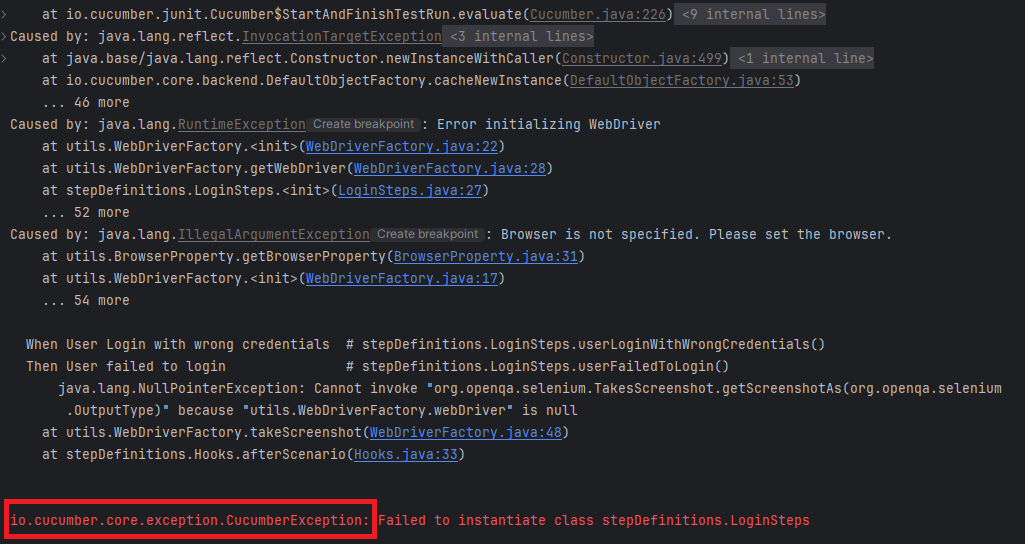 at io.cucumber.junit.Cucumber$StartAndFinishTestRun.evaluate(Cucumber.java:226) <9 internal lines>
Caused by: java.lang.reflect.InvocationTargetException <3 internal lines>
at java.base/java.lang.reflect.Constructor.newInstanceWithCaller(Constructor.java:499) <1 internal line>
at io.cucumber.core.backend.DefaultObjectFactory.cacheNewInstance(DefaultObjectFactory.java:53)
... 46 more
Caused by: java.lang.RuntimeException Create breakpoint : Error initializing WebDriver
at utils.WebDriverFactory.<init>(WebDriverFactory.java:22)
at utils.WebDriverFactory.getWebDriver(WebDriverFactory.java:28)
at stepDefinitions.LoginSteps.<init>(LoginSteps.java:27)
... 52 more
Caused by: java.lang.IllegalArgumentException Create breakpoint : Browser is not specified. Please set the browser.
at utils.BrowserProperty.getBrowserProperty(BrowserProperty.java:31)
at utils.WebDriverFactory.<init>(WebDriverFactory.java:17)
... 54 more
When User Login with wrong credentials # stepDefinitions.LoginSteps.userLoginWithWrongCredentials()
Then User failed to login # stepDefinitions.LoginSteps.userFailedToLogin()
java.lang.NullPointerException: Cannot invoke "org.openqa.selenium.TakesScreenshot.getScreenshotAs(org.openqa.selenium
.OutputType)" because "utils.WebDriverFactory.webDriver" is null
at utils.WebDriverFactory.takeScreenshot(WebDriverFactory.java:48)
at stepDefinitions.Hooks.afterScenario(Hooks.java:33)
io.cucumber.core.exception.CucumberException: Failed to instantiate class stepDefinitions.LoginSteps